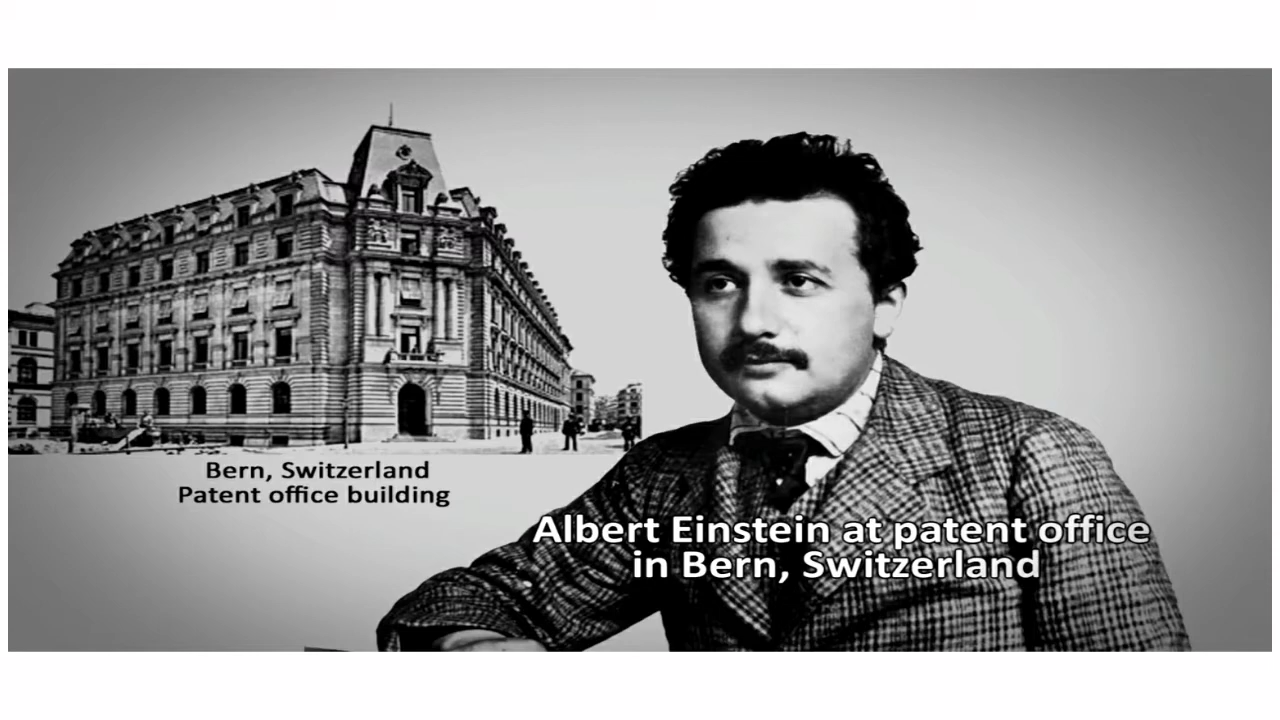 Bern, Switzerland
Patent office building
Albert Einstein at patent office
in Bern, Switzerland